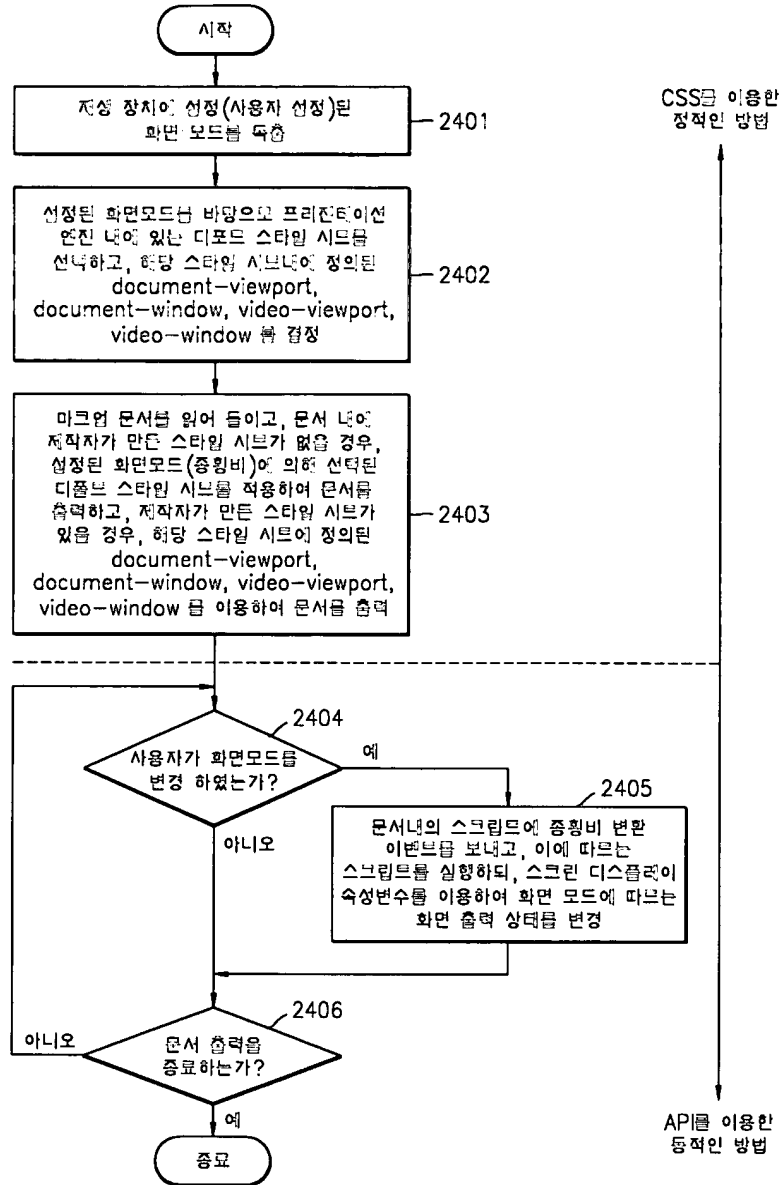 시작
재생 장치에 설정(사용자 설정)된
화면 모드를 독출
2401
CSS를 이용한
정적인 방법
설정된 화면모드를 바탕으로 프리젠테이션
엔진 내에 있는 디폴트 스타일 시트를
선택하고, 해당 스타일 시트내에 정의된
document-viewport,
document-window, video-viewport,
video-window 를 결정
2402
마크업 문서를 읽어 들이고, 문서 내에
제작자가 만든 스타일 시트가 없을 경우,
설정된 화면모드(종횡비)에 의해 선택된
디폴트 스타일 시트를 적용하여 문서를
출력하고, 제작자가 만든 스타일 시트가
있을 경우, 해당 스타일 시트에 정의된
document-viewport,
document-window, video-viewport,
video-window 를 이용하여 문서를 출력
2403
2404
사용자가 화면모드를
변경 하였는가?
예
아니오
2405
문서내의 스크립트에 종횡비 변환
이벤트를 보내고, 이에 따르는
스크립트를 실행하되, 스크린 디스플레이
속성변수를 이용하여 화면 모드에 따르는
화면 출력 상태를 변경
2406
아니오
문서 출력을
종료하는가?
예
종료
API를 이용한
동적인 방법